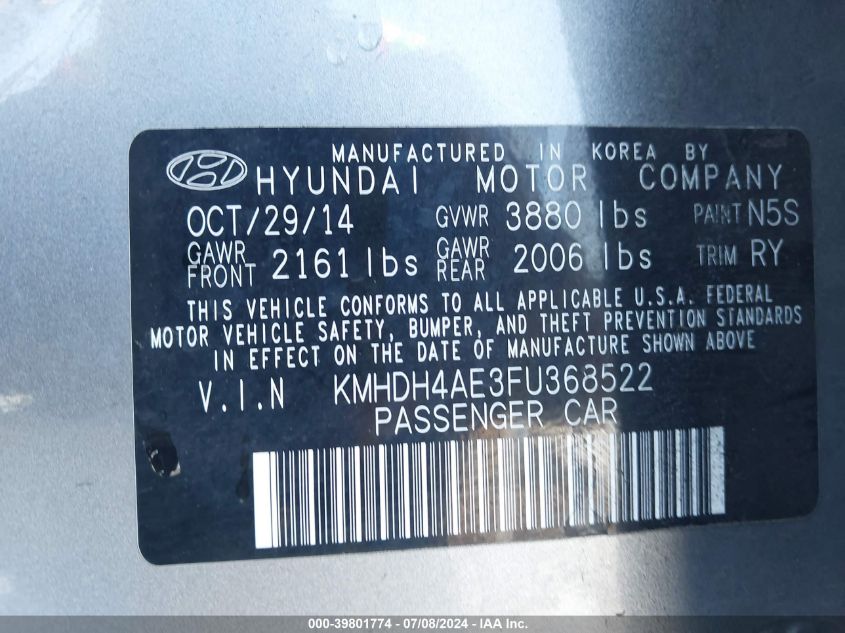 MANUFACTURED IN KOREA BY
HYUNDAI MOTOR COMPANY
OCT/29/14 GVWR 3880 lbs PAINT N5S
GAWR FRONT 2161 lbs GAWR REAR 2006 lbs TRIM RY
THIS VEHICLE CONFORMS TO ALL APPLICABLE U.S.A. FEDERAL
MOTOR VEHICLE SAFETY, BUMPER, AND THEFT PREVENTION STANDARDS
IN EFFECT ON THE DATE OF MANUFACTURE SHOWN ABOVE
V.I.N KMHDH4AE3FU368522
PASSENGER CAR
000-39801774 - 07/08/2024 - IAA Inc.